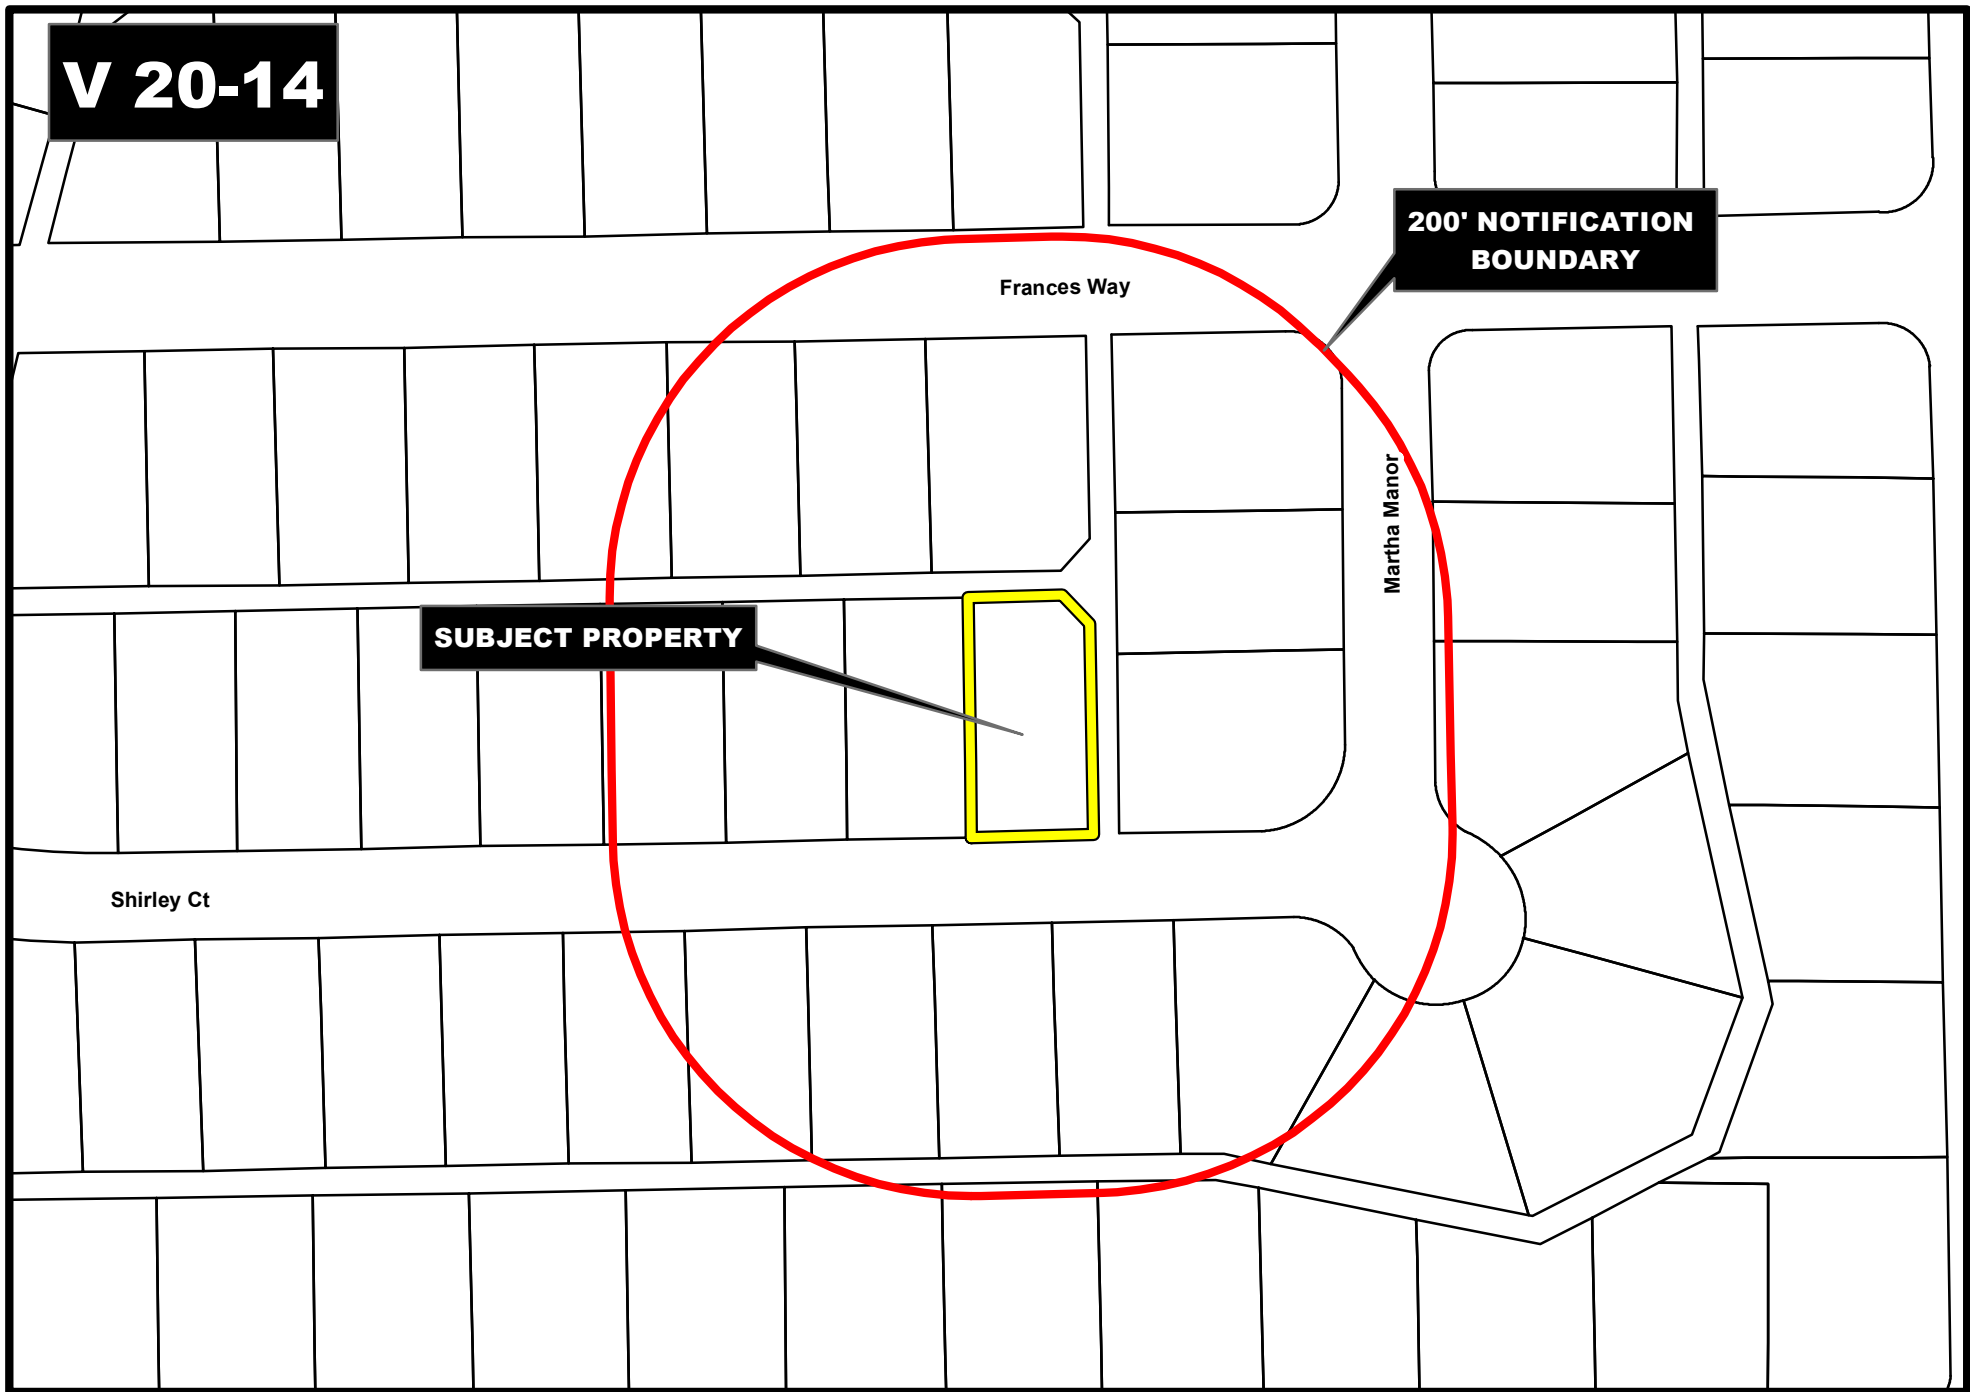 V 20-14
200' NOTIFICATION
BOUNDARY
Frances Way
Martha Manor
SUBJECT PROPERTY
Shirley Ct